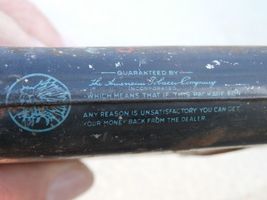 GUARANTEED BY
The American Tobacco Company
INCORPORATED
WHICH MEANS THAT IF THIS PACKAGE FOR
ANY REASON IS UNSATISFACTORY YOU CAN GET
YOUR MONEY BACK FROM THE DEALER.